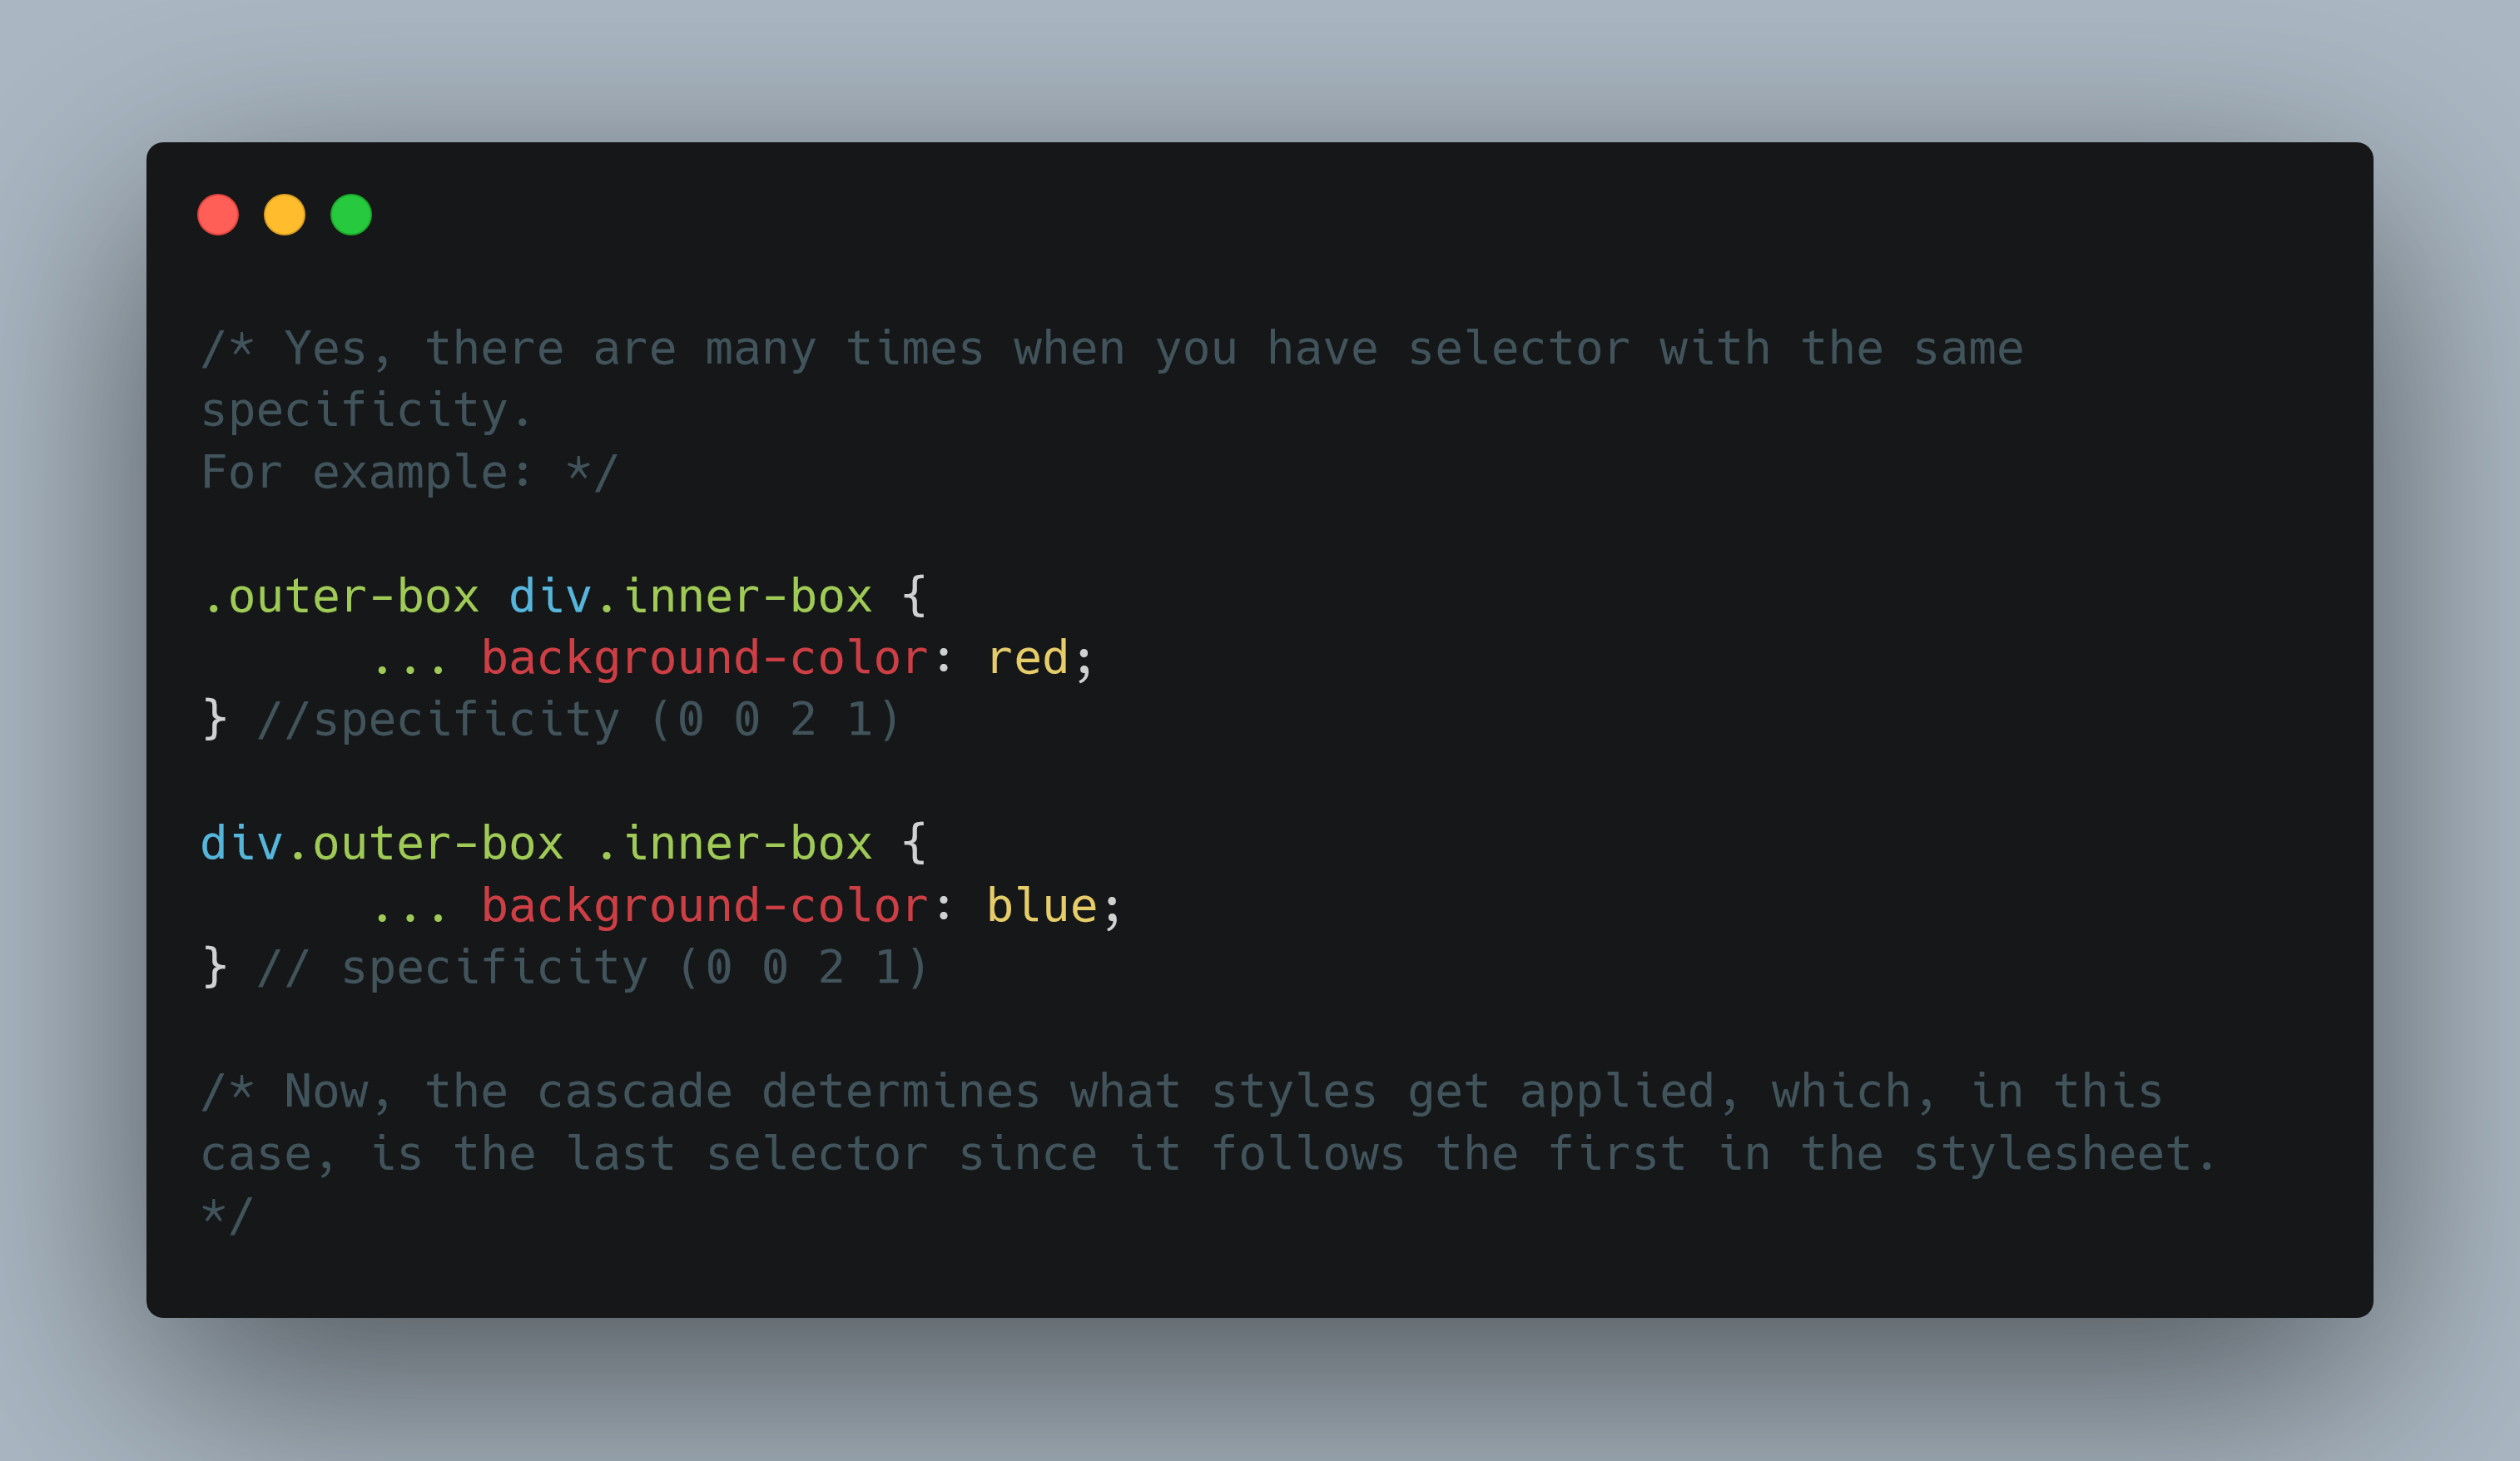 /* Yes, there are many times when you have selector with the same
specificity.
For example: */
.outer-box div.inner-box {
... background-color: red;
} //specificity (0 0 2 1)
div.outer-box .inner-box {
... background-color: blue;
} // specificity (0 0 2 1)
/* Now, the cascade determines what styles get applied, which, in this
case, is the last selector since it follows the first in the stylesheet.
*/